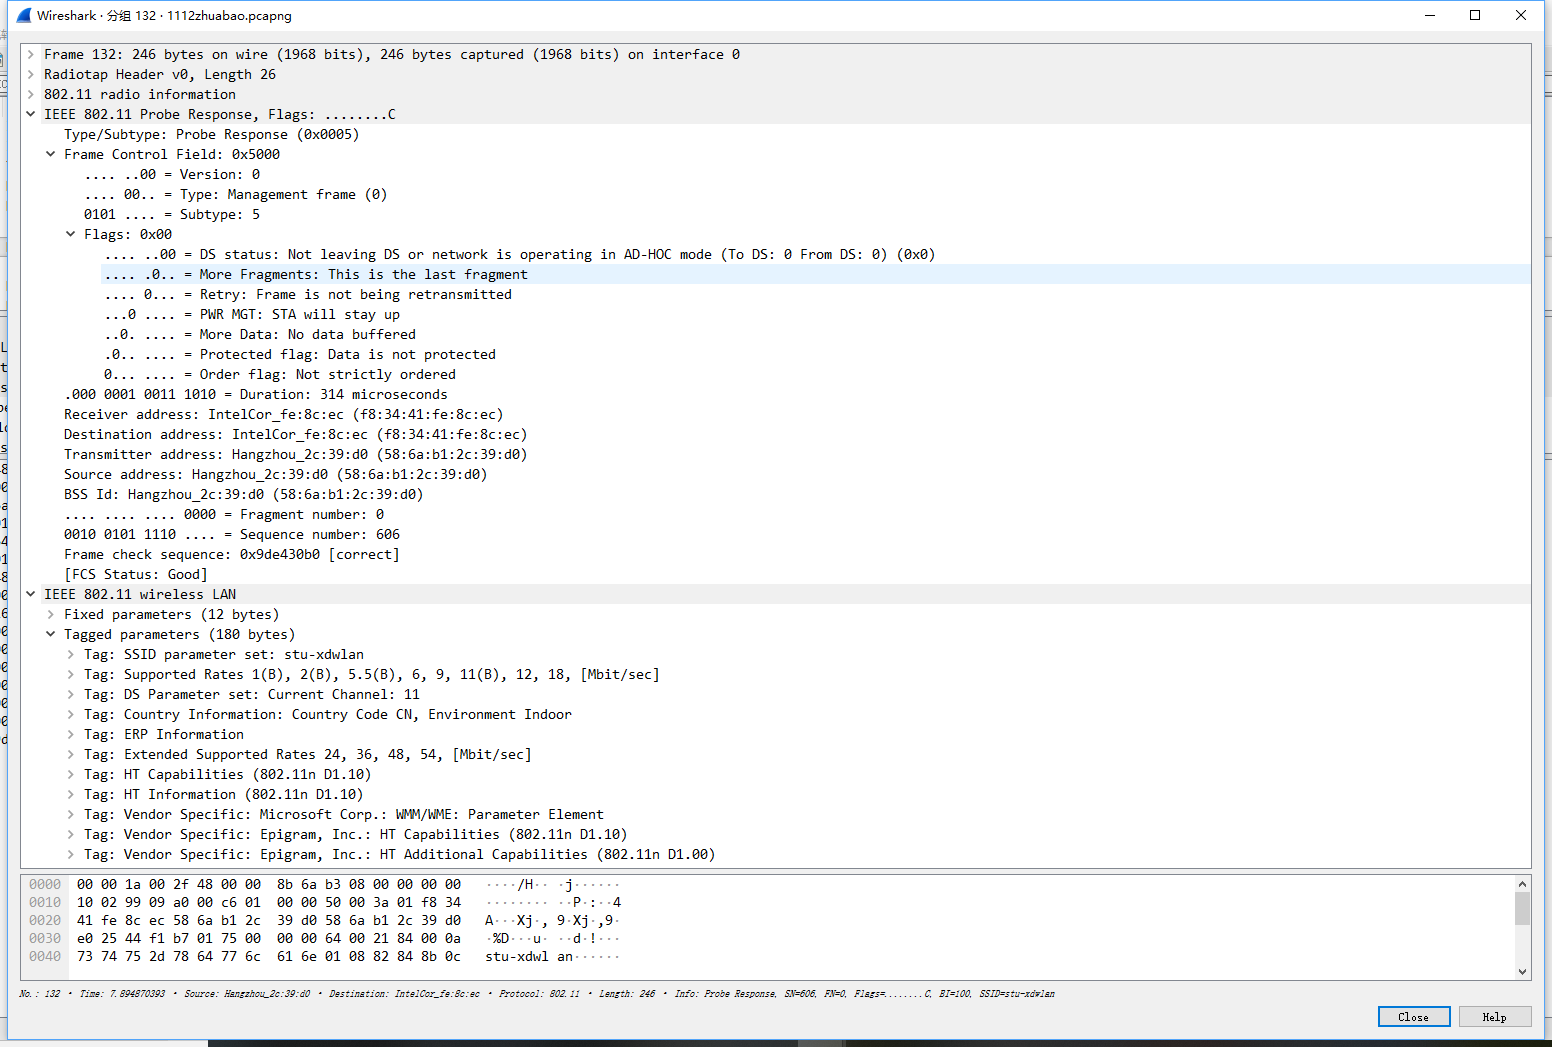 Wireshark · 分组 132 · 1112zhuabao.pcapng
Frame 132: 246 bytes on wire (1968 bits), 246 bytes captured (1968 bits) on interface 0
Radiotap Header v0, Length 26
802.11 radio information
IEEE 802.11 Probe Response, Flags: ........C
Type/Subtype: Probe Response (0x0005)
Frame Control Field: 0x5000
.... ..00 = Version: 0
.... 00.. = Type: Management frame (0)
0101 .... = Subtype: 5
Flags: 0x00
.... ..00 = DS status: Not leaving DS or network is operating in AD-HOC mode (To DS: 0 From DS: 0) (0x0)
.... .0.. = More Fragments: This is the last fragment
.... 0... = Retry: Frame is not being retransmitted
...0 .... = PWR MGT: STA will stay up
..0. .... = More Data: No data buffered
.0.. .... = Protected flag: Data is not protected
0... .... = Order flag: Not strictly ordered
.000 0001 0011 1010 = Duration: 314 microseconds
Receiver address: IntelCor_fe:8c:ec (f8:34:41:fe:8c:ec)
Destination address: IntelCor_fe:8c:ec (f8:34:41:fe:8c:ec)
Transmitter address: Hangzhou_2c:39:d0 (58:6a:b1:2c:39:d0)
Source address: Hangzhou_2c:39:d0 (58:6a:b1:2c:39:d0)
BSS Id: Hangzhou_2c:39:d0 (58:6a:b1:2c:39:d0)
.... .... .... 0000 = Fragment number: 0
0010 0101 1110 .... = Sequence number: 606
Frame check sequence: 0x9de430b0 [correct]
[FCS Status: Good]
IEEE 802.11 wireless LAN
Fixed parameters (12 bytes)
Tagged parameters (180 bytes)
Tag: SSID parameter set: stu-xdwlan
Tag: Supported Rates 1(B), 2(B), 5.5(B), 6, 9, 11(B), 12, 18, [Mbit/sec]
Tag: DS Parameter set: Current Channel: 11
Tag: Country Information: Country Code CN, Environment Indoor
Tag: ERP Information
Tag: Extended Supported Rates 24, 36, 48, 54, [Mbit/sec]
Tag: HT Capabilities (802.11n D1.10)
Tag: HT Information (802.11n D1.10)
Tag: Vendor Specific: Microsoft Corp.: WMM/WME: Parameter Element
Tag: Vendor Specific: Epigram, Inc.: HT Capabilities (802.11n D1.10)
Tag: Vendor Specific: Epigram, Inc.: HT Additional Capabilities (802.11n D1.00)
0000 00 00 1a 00 2f 48 00 00 8b 6a b3 08 00 00 00 00 ····/H·· ·j······
0010 10 02 99 09 a0 00 c6 01 00 00 50 00 3a 01 f8 34 ········ ··P·:··4
0020 41 fe 8c ec 58 6a b1 2c 39 d0 58 6a b1 2c 39 d0 A···Xj·, 9·Xj·,9·
0030 e0 25 44 f1 b7 01 75 00 00 00 64 00 21 84 00 0a ·%D···u· ··d·!···
0040 73 74 75 2d 78 64 77 6c 61 6e 01 08 82 84 8b 0c stu-xdwl an······
No.: 132 · Time: 7.894870393 · Source: Hangzhou_2c:39:d0 · Destination: IntelCor_fe:8c:ec · Protocol: 802.11 · Length: 246 · Info: Probe Response, SN=606, FN=0, Flags=........C, BI=100, SSID=stu-xdwlan
Close Help